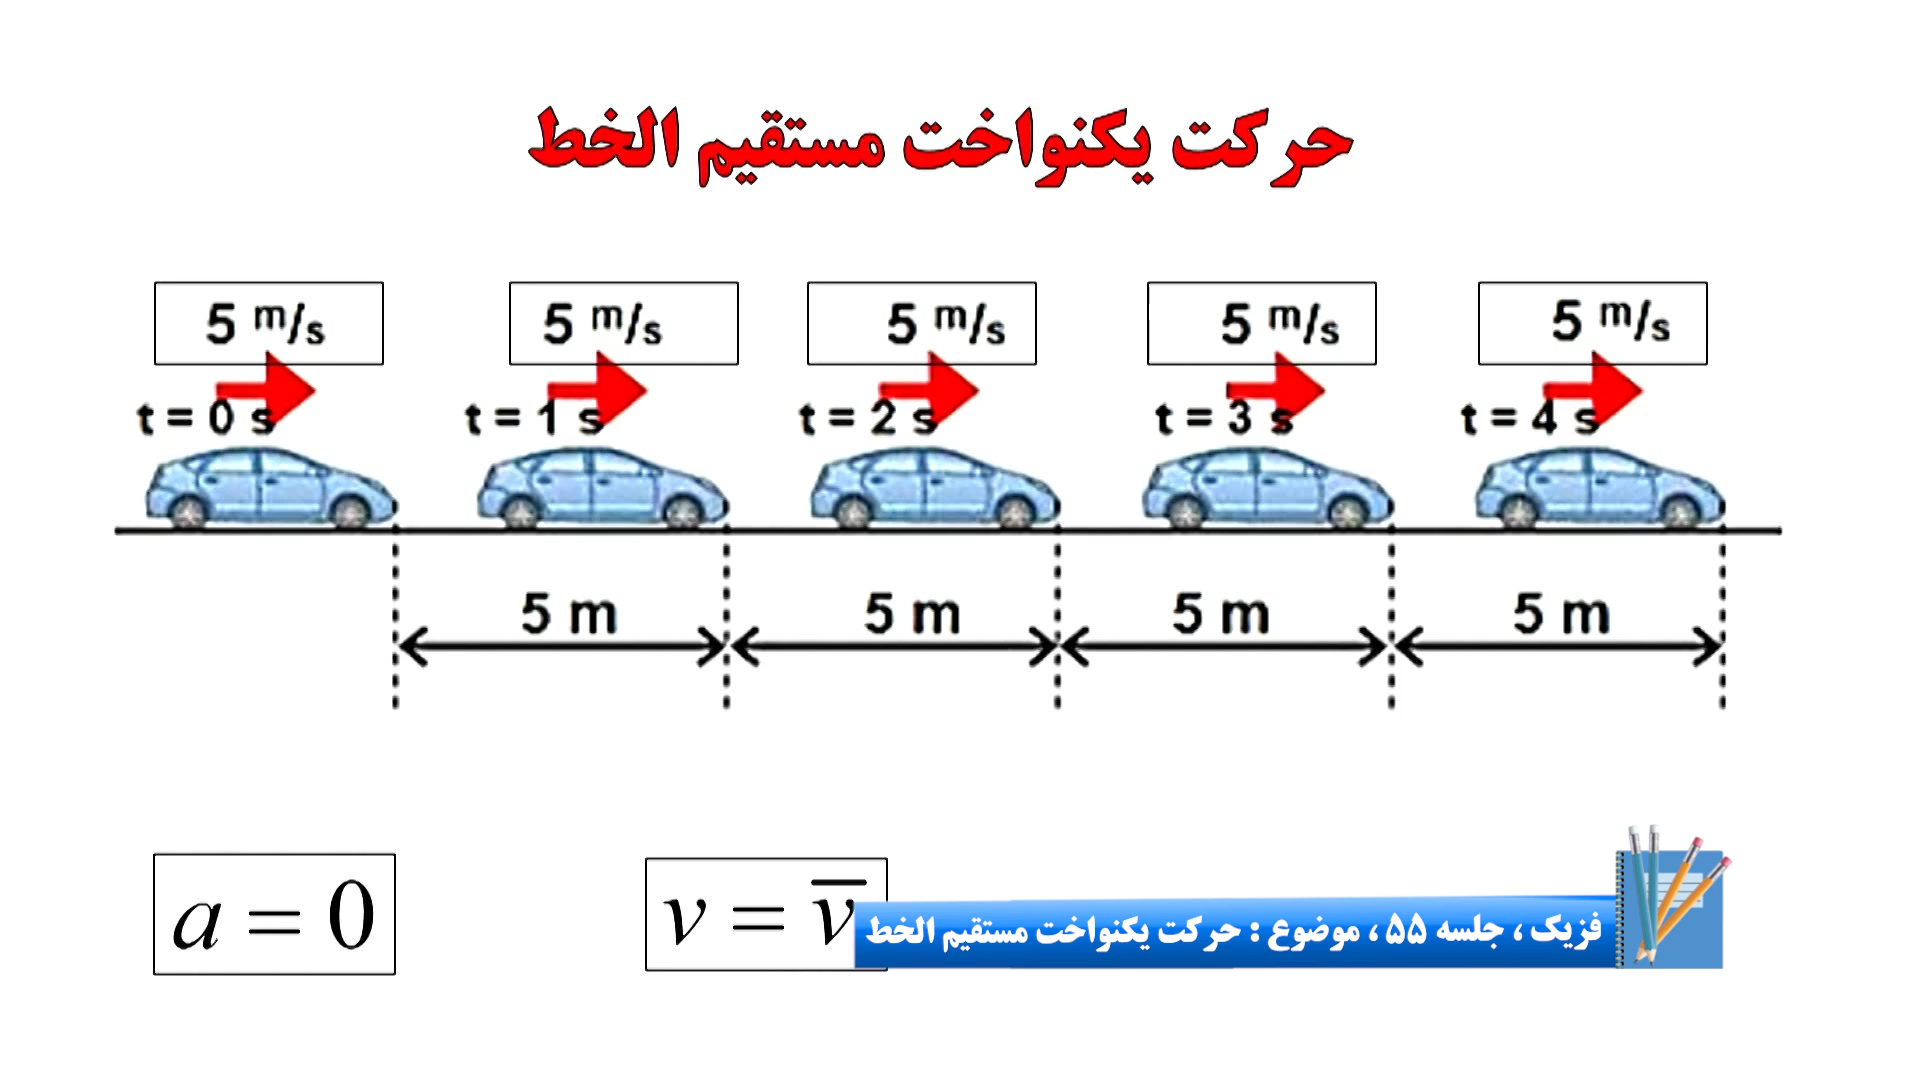 حرکت یکنواخت مستقیم الخط
5 m/s 5 m/s 5 m/s 5 m/s 5 m/s
t = 0 s t = 1 s t = 2 s t = 3 s t = 4 s
5 m 5 m 5 m 5 m
a = 0 v = v̅
فزیک ، جلسه ۵۵ ، موضوع : حرکت یکنواخت مستقیم الخط